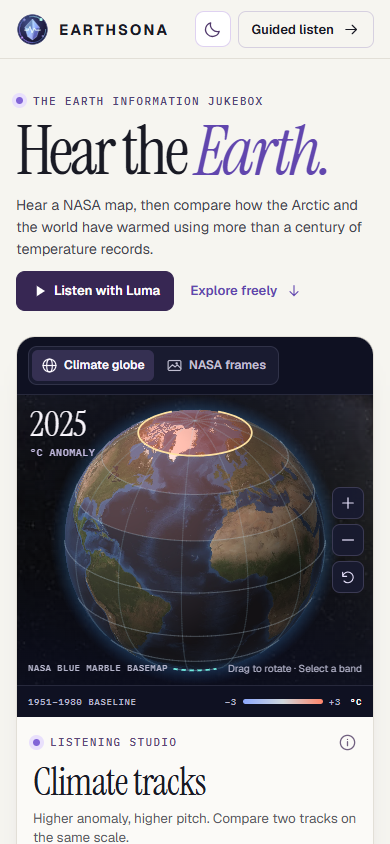 EARTHSONA
Guided listen →
THE EARTH INFORMATION JUKEBOX
Hear the Earth.
Hear a NASA map, then compare how the Arctic and
the world have warmed using more than a century of
temperature records.
Listen with Luma
Explore freely ↓
Climate globe
NASA frames
2025
°C ANOMALY
NASA BLUE MARBLE BASEMAP
Drag to rotate · Select a band
1951–1980 BASELINE
−3 +3 °C
LISTENING STUDIO
Climate tracks
Higher anomaly, higher pitch. Compare two tracks on
the same scale.